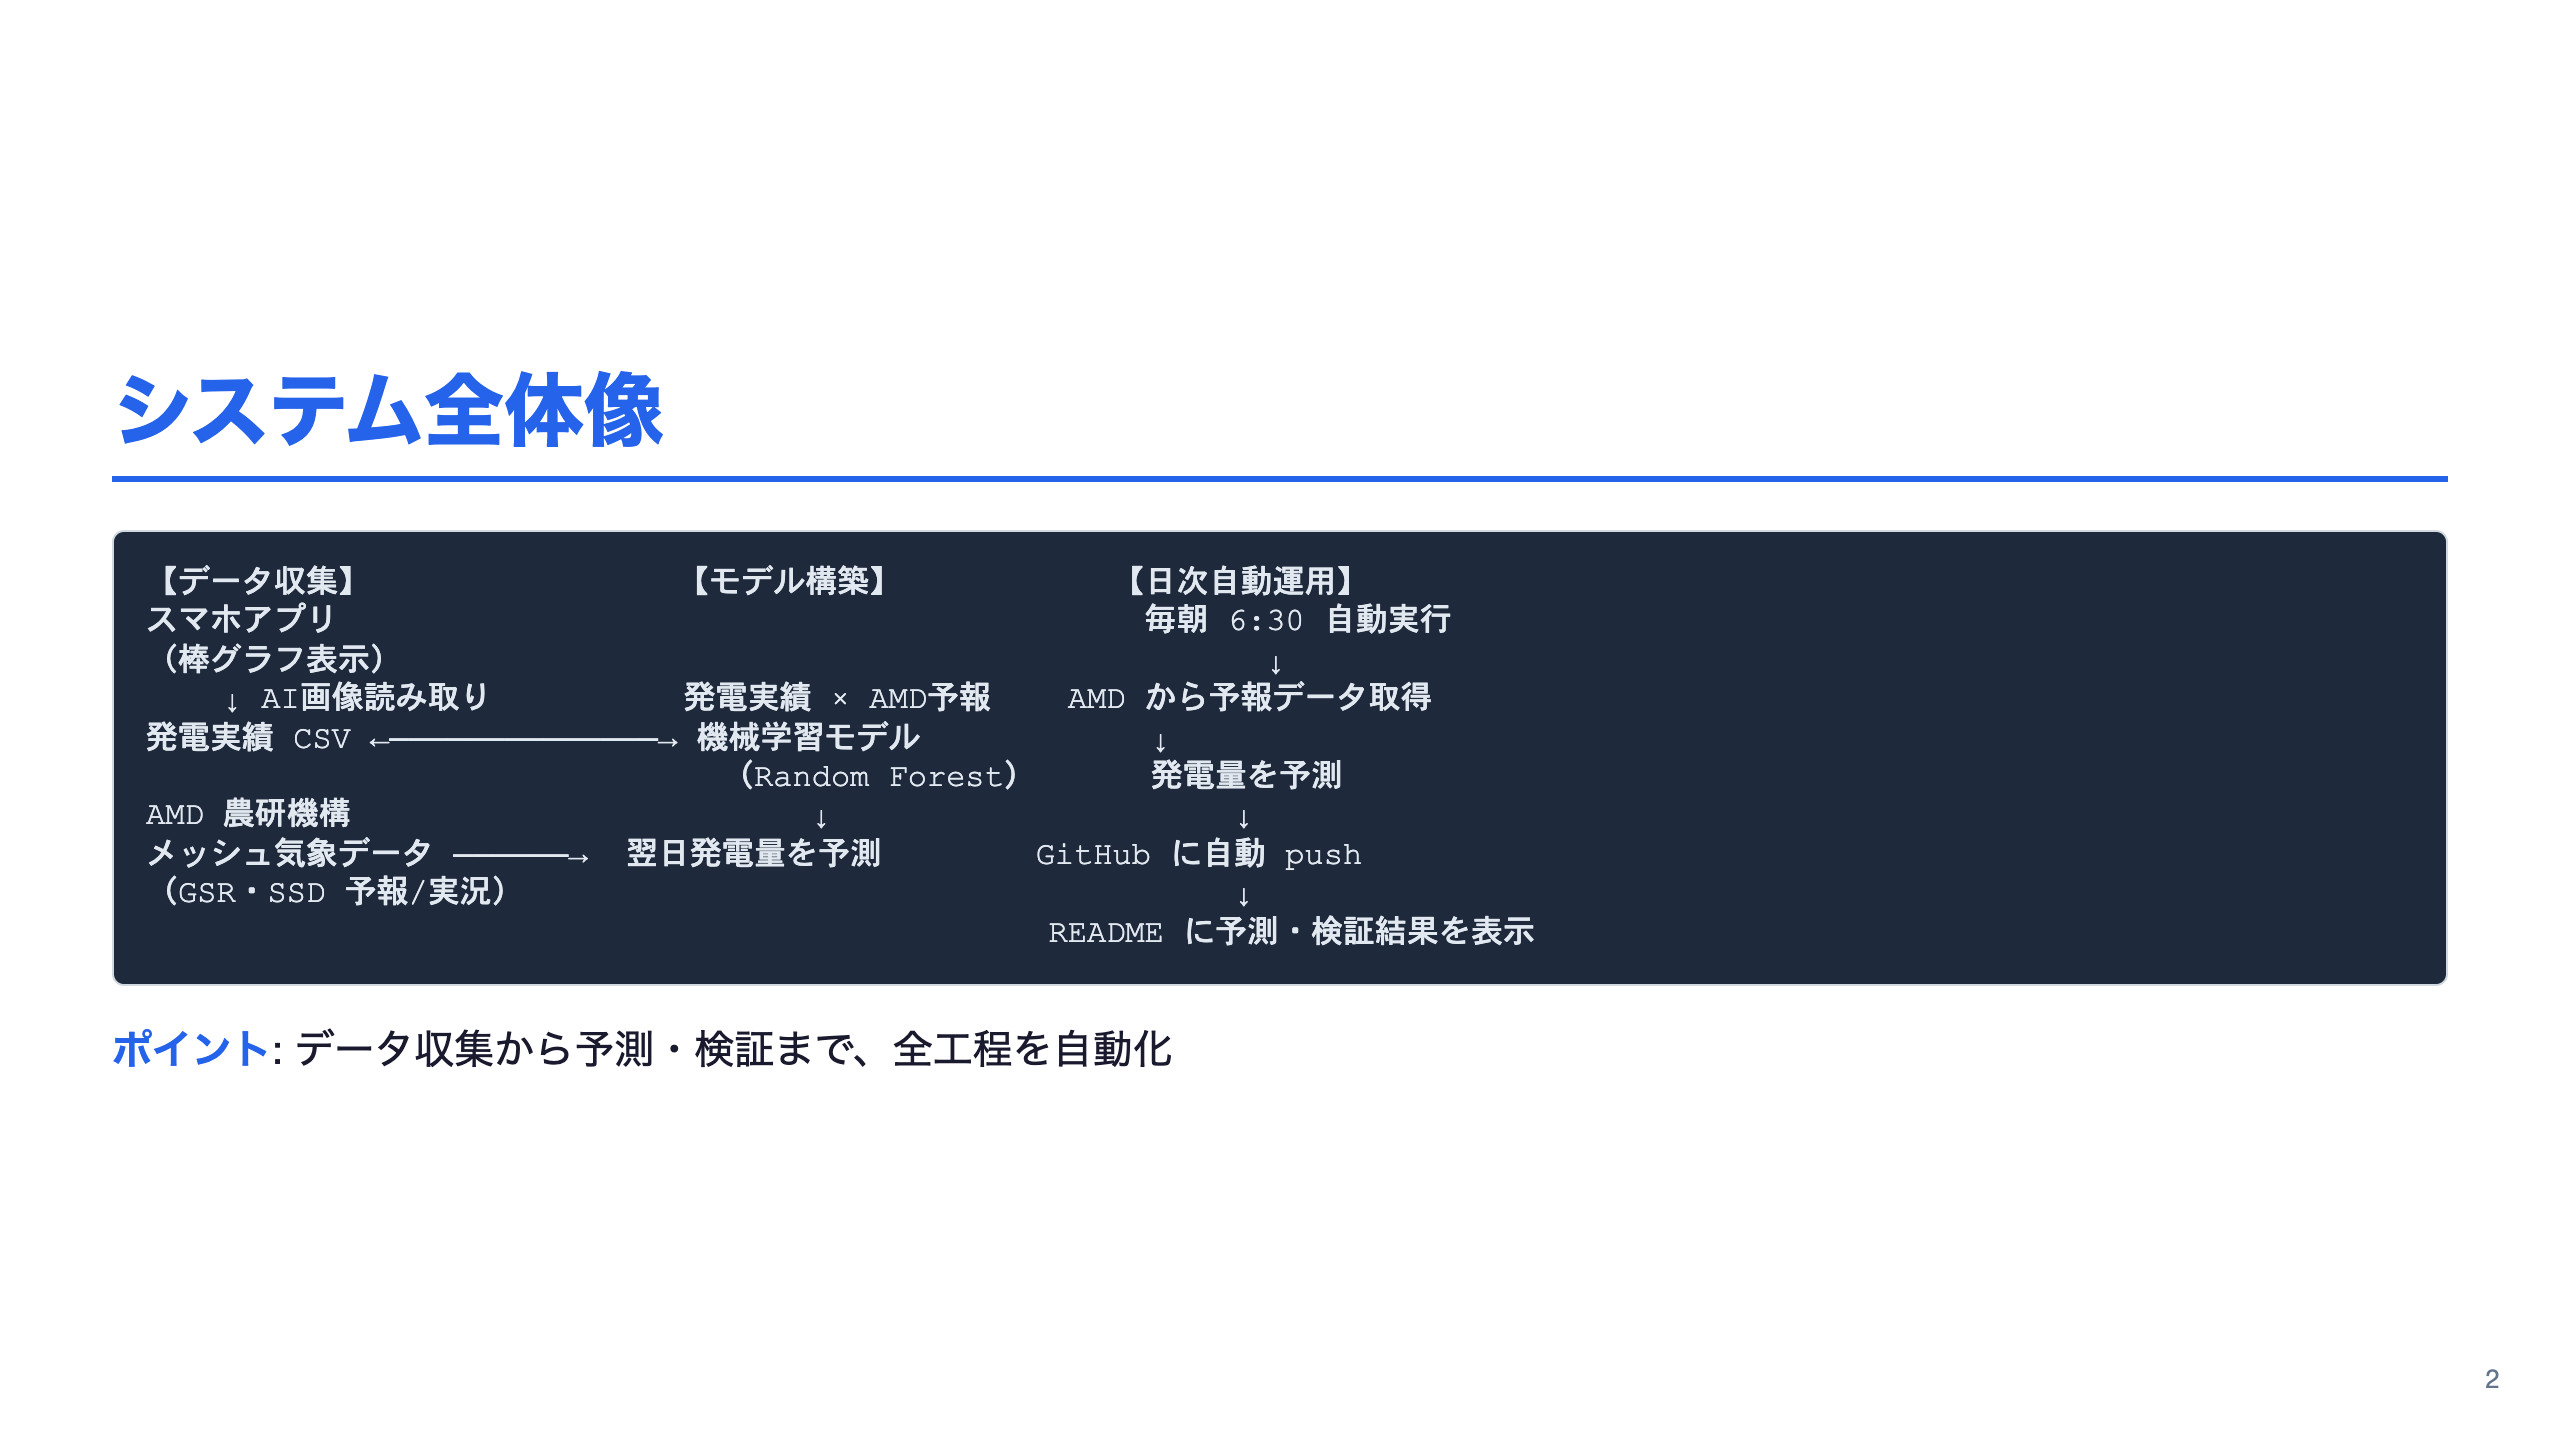 システム全体像
【データ収集】 【モデル構築】 【日次自動運用】
スマホアプリ 毎朝 6:30 自動実行
（棒グラフ表示） ↓
↓ AI画像読み取り 発電実績 × AMD予報 AMD から予報データ取得
発電実績 CSV ←──────────────→ 機械学習モデル ↓
（Random Forest） 発電量を予測
AMD 農研機構 ↓ ↓
メッシュ気象データ ──────→ 翌日発電量を予測 GitHub に自動 push
（GSR・SSD 予報/実況） ↓
README に予測・検証結果を表示
ポイント: データ収集から予測・検証まで、全工程を自動化
2